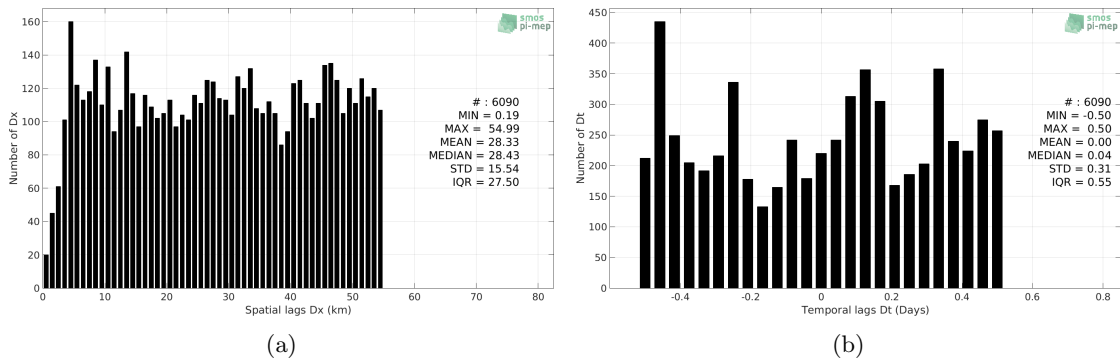 smos
pi-mep
160
140
120
100
80
60
40
20
0
Number of Dx
# : 6090
MIN = 0.19
MAX = 54.99
MEAN = 28.33
MEDIAN = 28.43
STD = 15.54
IQR = 27.50
0 10 20 30 40 50 60 70 80
Spatial lags Dx (km)
(a)
smos
pi-mep
450
400
350
300
250
200
150
100
50
0
Number of Dt
# : 6090
MIN = -0.50
MAX = 0.50
MEAN = 0.00
MEDIAN = 0.04
STD = 0.31
IQR = 0.55
-0.4 -0.2 0 0.2 0.4 0.6 0.8
Temporal lags Dt (Days)
(b)